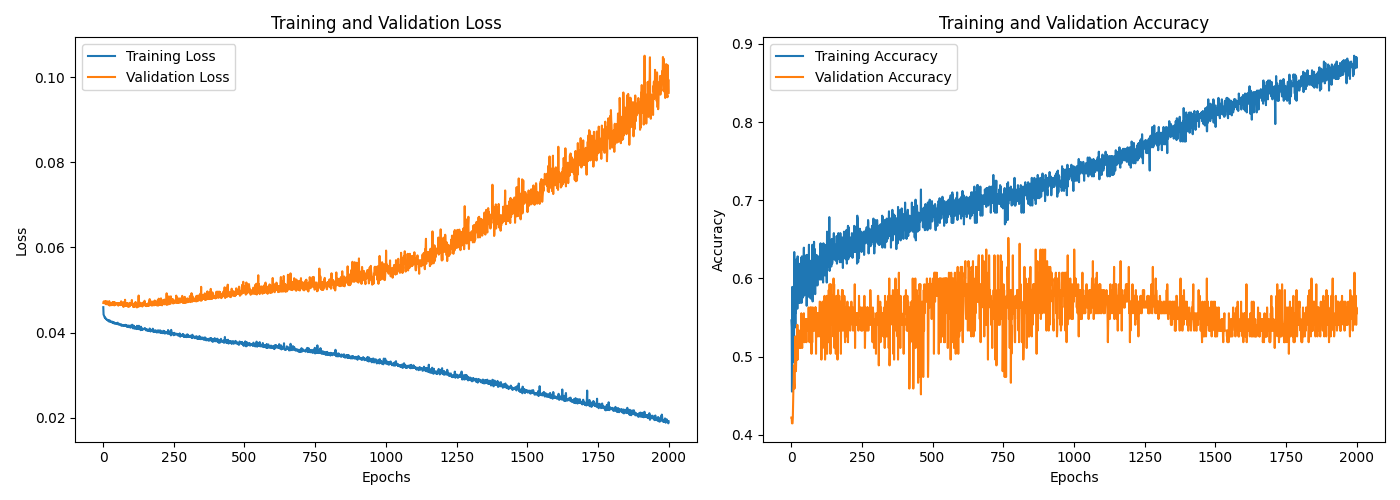 Training and Validation Loss
Training Loss
Validation Loss
0.10
0.08
0.06
0.04
0.02
Loss
0
250
500
750
1000
1250
1500
1750
2000
Epochs
Training and Validation Accuracy
Training Accuracy
Validation Accuracy
0.9
0.8
0.7
0.6
0.5
0.4
Accuracy
0
250
500
750
1000
1250
1500
1750
2000
Epochs